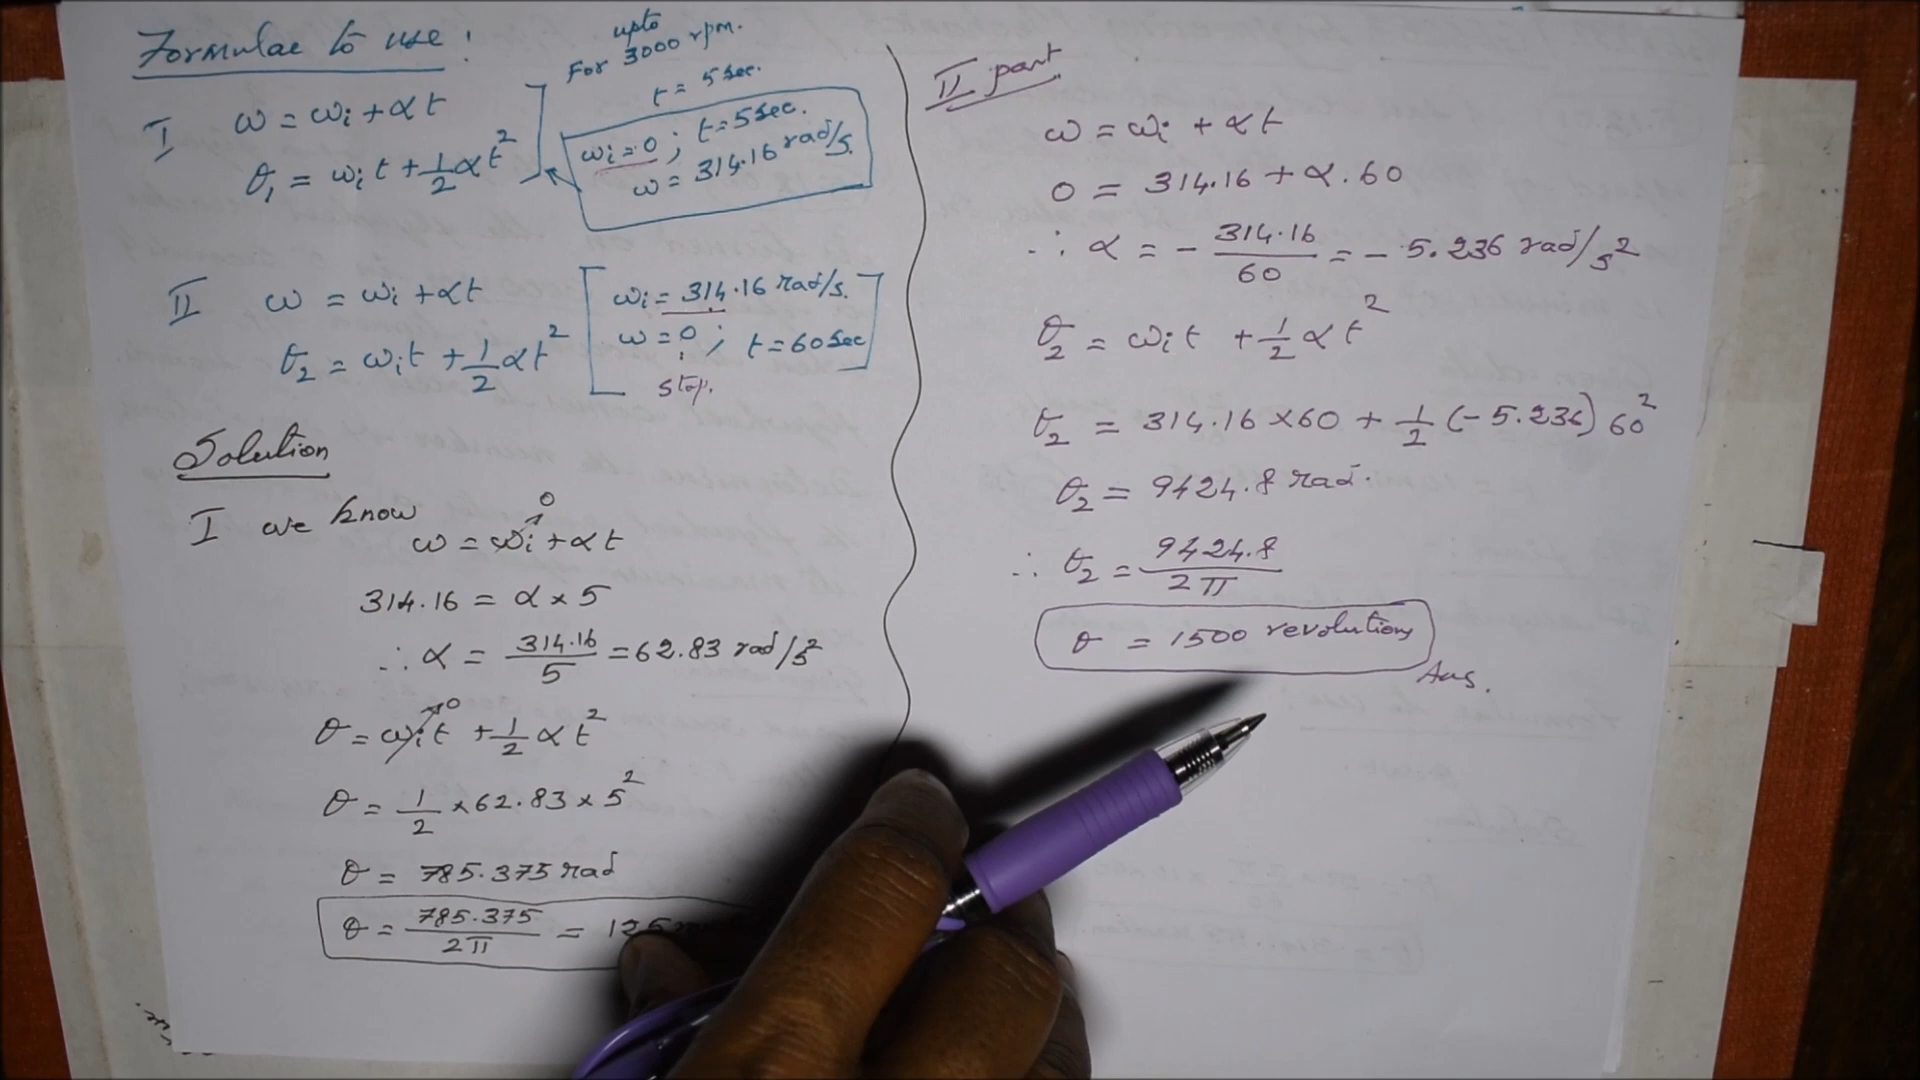 Formulae to use :
upto
For 3000 rpm.
t = 5 sec.
I ω = ωi + αt
θ1 = ωi t + 1/2 αt²
ωi = 0 ; t = 5 sec.
ω = 314.16 rad/s.
II ω = ωi + αt
θ2 = ωi t + 1/2 αt²
ωi = 314.16 rad/s.
ω = 0 ; t = 60 sec
stop.
Solution
I we know
ω = ωi + αt
0
314.16 = α × 5
∴ α = 314.16/5 = 62.83 rad/s²
θ = ωi t + 1/2 αt²
0
θ = 1/2 × 62.83 × 5²
θ = 785.375 rad
θ = 785.375/2π = 125
II part
ω = ωi + αt
0 = 314.16 + α.60
∴ α = - 314.16/60 = - 5.236 rad/s²
θ2 = ωi t + 1/2 αt²
θ2 = 314.16 × 60 + 1/2 (-5.236) 60²
θ2 = 9424.8 rad.
∴ θ2 = 9424.8/2π
θ = 1500 revolutions
Ans.